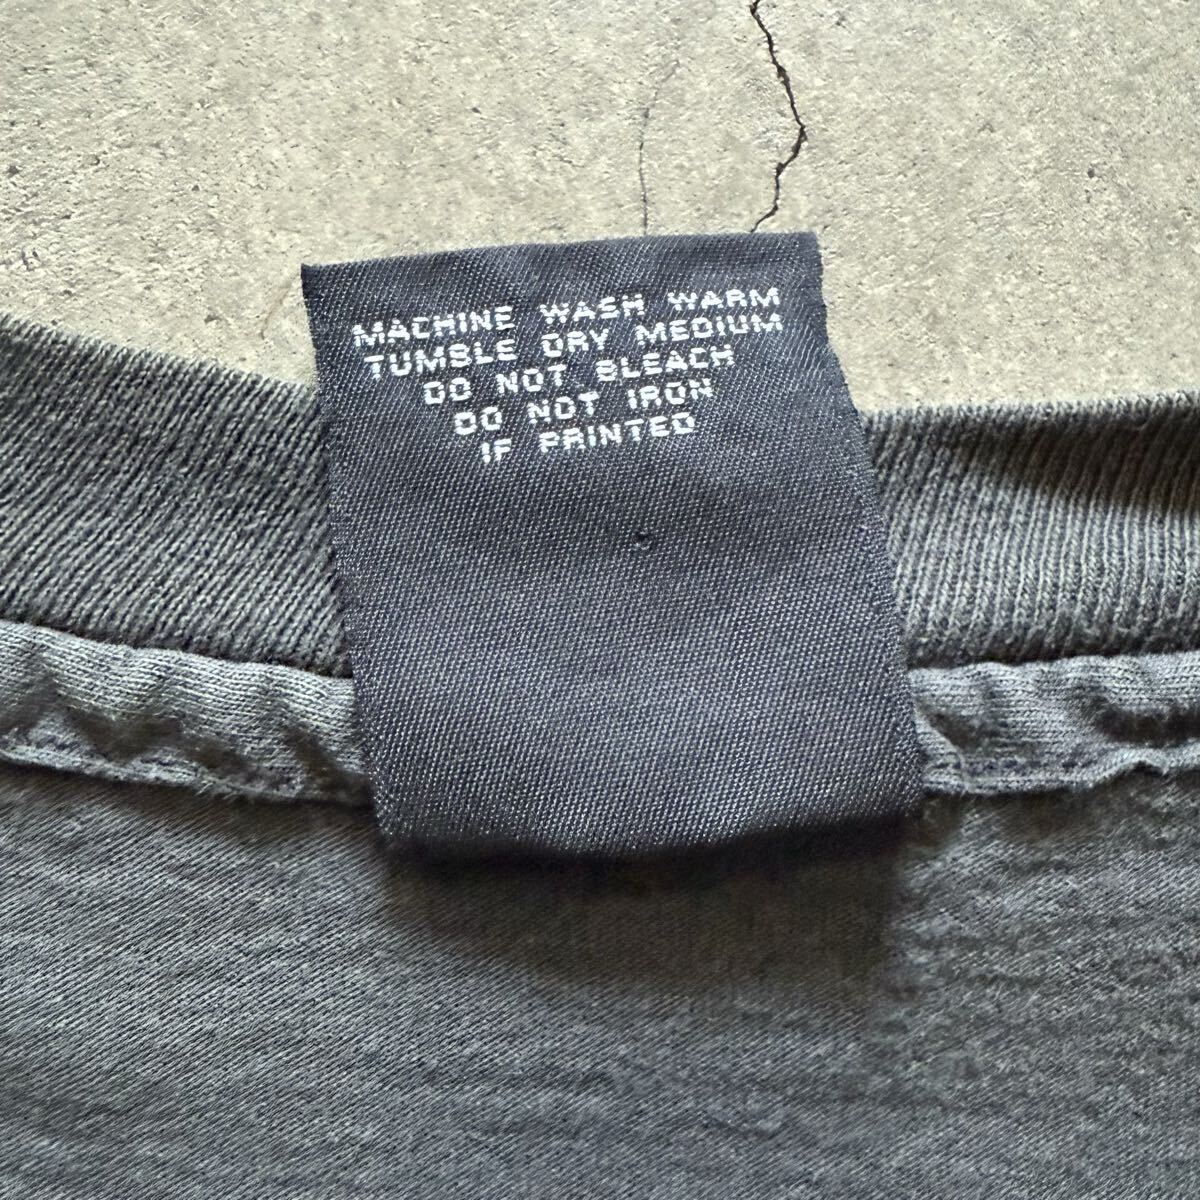 MACHINE WASH WARM
TUMBLE DRY MEDIUM
DO NOT BLEACH
DO NOT IRON
IF PRINTED